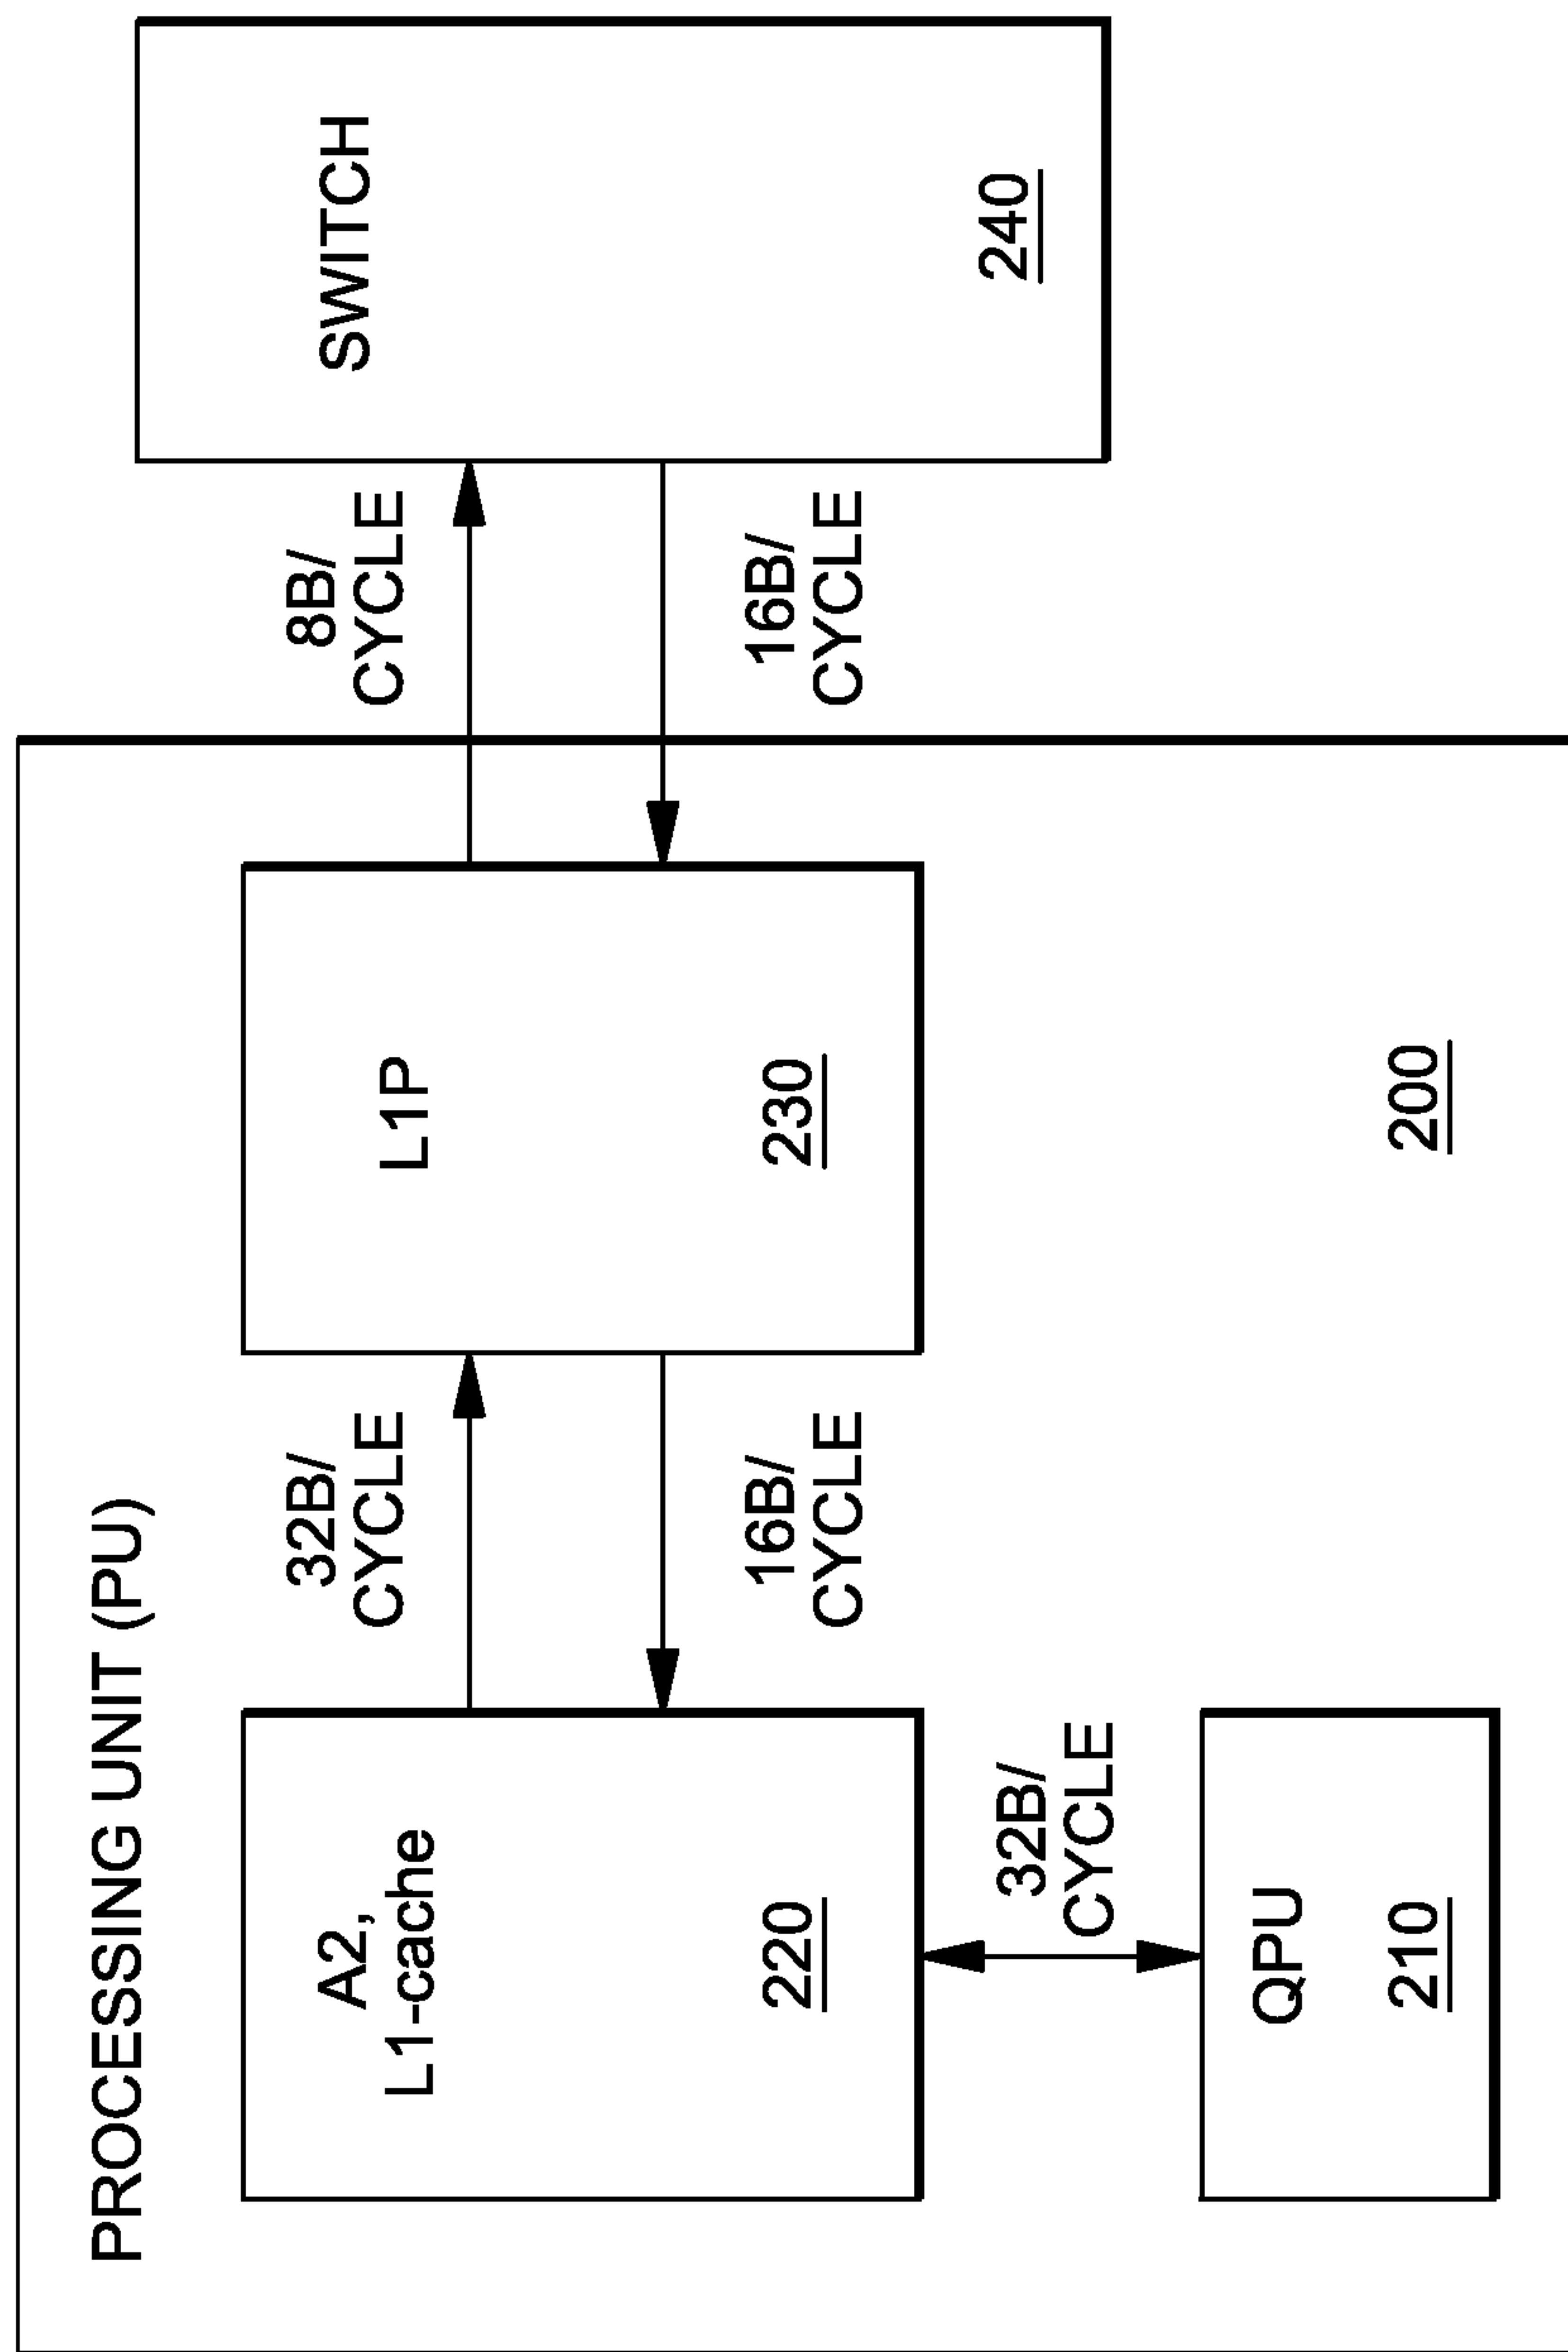 PROCESSING UNIT (PU)
A2,
L1-cache
220
32B/
CYCLE
16B/
CYCLE
L1P
230
8B/
CYCLE
16B/
CYCLE
SWITCH
240
32B/
CYCLE
QPU
210
200